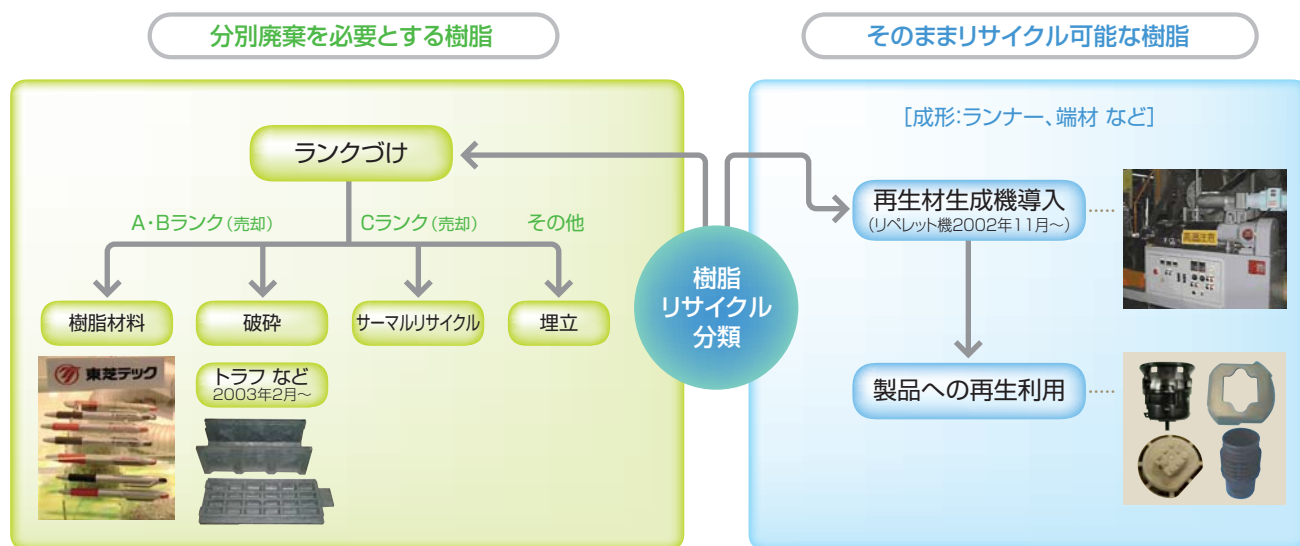 分別廃棄を必要とする樹脂
そのままリサイクル可能な樹脂
ランクづけ
A・Bランク（売却）
Cランク（売却）
その他
樹脂材料
破砕
サーマルリサイクル
埋立
東芝テック
トラフ など
2003年2月～
樹脂
リサイクル
分類
［成形：ランナー、端材 など］
再生材生成機導入
（リペレット機2002年11月～）
高温注意
製品への再生利用